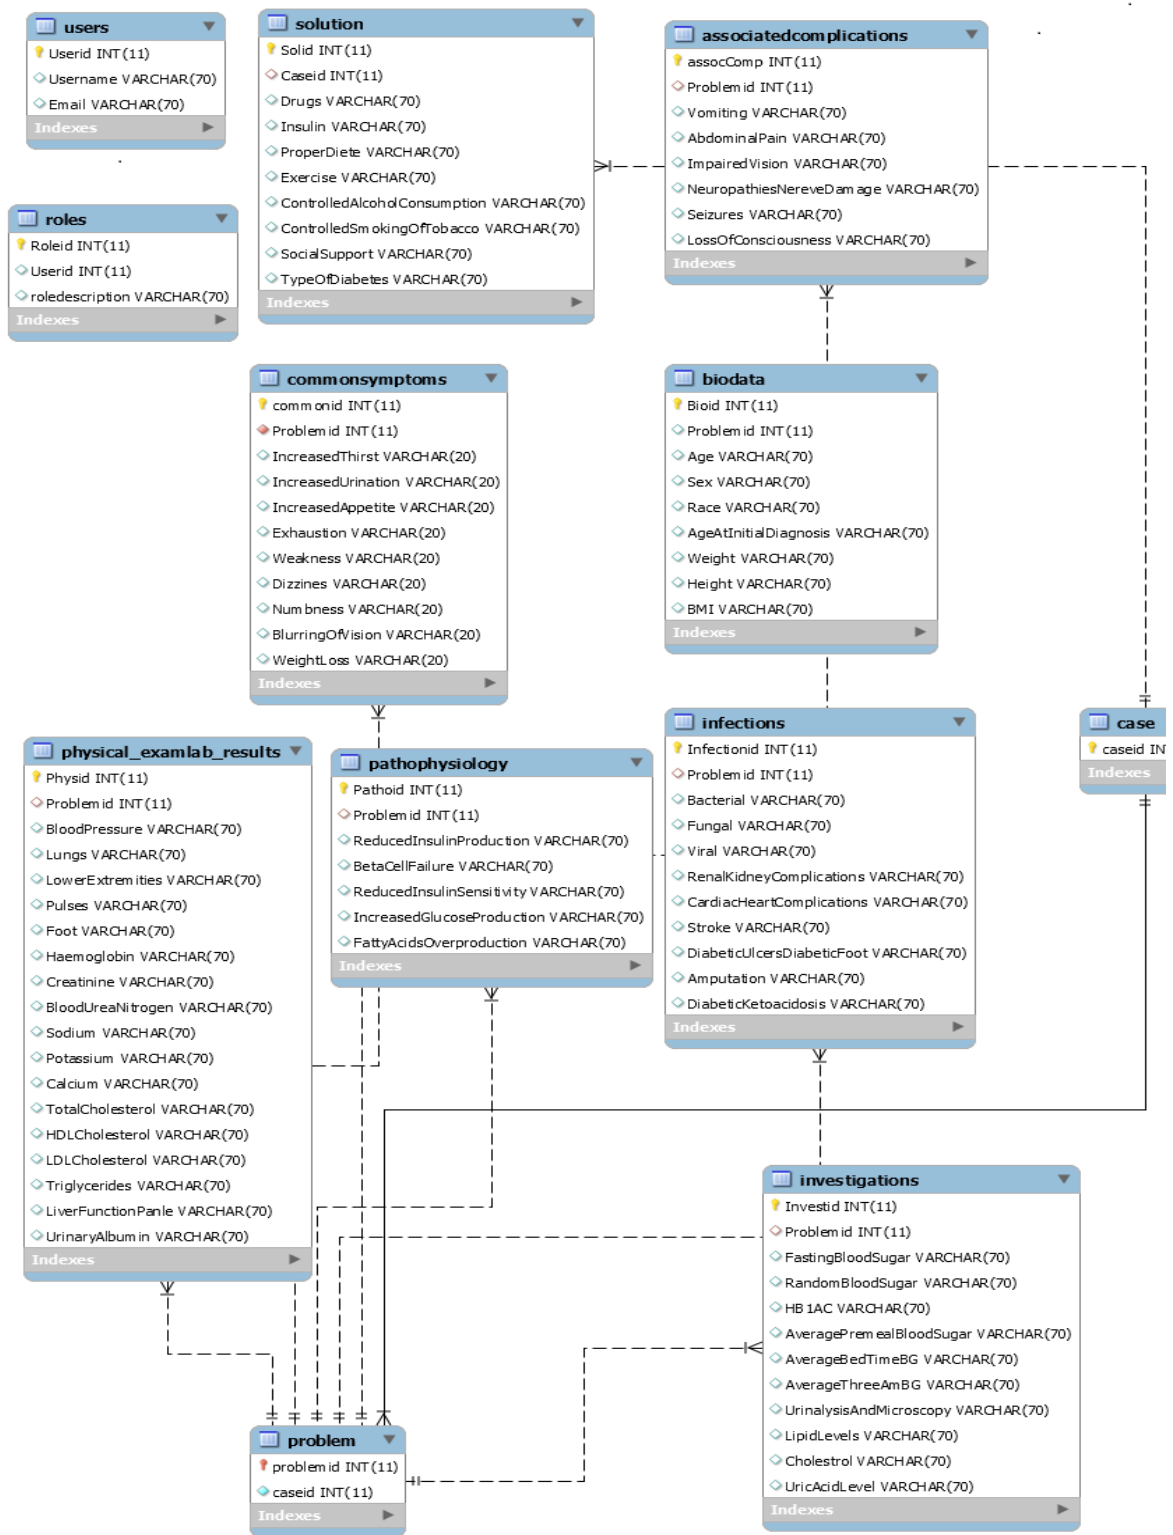 users
Userid INT(11)
Username VARCHAR(70)
Email VARCHAR(70)
Indexes
solution
Solid INT(11)
Caseid INT(11)
Drugs VARCHAR(70)
Insulin VARCHAR(70)
ProperDiete VARCHAR(70)
Exercise VARCHAR(70)
ControlledAlcoholConsumption VARCHAR(70)
ControlledSmokingOfTobacco VARCHAR(70)
SocialSupport VARCHAR(70)
TypeOfDiabetes VARCHAR(70)
Indexes
associatedcomplications
assocComp INT(11)
Problemid INT(11)
Vomiting VARCHAR(70)
AbdominalPain VARCHAR(70)
ImpairedVision VARCHAR(70)
NeuropathiesNereveDamage VARCHAR(70)
Seizures VARCHAR(70)
LossOfConsciousness VARCHAR(70)
Indexes
roles
Roleid INT(11)
Userid INT(11)
roledescription VARCHAR(70)
Indexes
commonsymptoms
commonid INT(11)
Problemid INT(11)
IncreasedThirst VARCHAR(20)
IncreasedUrination VARCHAR(20)
IncreasedAppetite VARCHAR(20)
Exhaustion VARCHAR(20)
Weakness VARCHAR(20)
Dizzines VARCHAR(20)
Numbness VARCHAR(20)
BlurringOfVision VARCHAR(20)
WeightLoss VARCHAR(20)
Indexes
biodata
Bioid INT(11)
Problemid INT(11)
Age VARCHAR(70)
Sex VARCHAR(70)
Race VARCHAR(70)
AgeAtInitialDiagnosis VARCHAR(70)
Weight VARCHAR(70)
Height VARCHAR(70)
BMI VARCHAR(70)
Indexes
physical_examlab_results
Physid INT(11)
Problemid INT(11)
BloodPressure VARCHAR(70)
Lungs VARCHAR(70)
LowerExtremities VARCHAR(70)
Pulses VARCHAR(70)
Foot VARCHAR(70)
Haemoglobin VARCHAR(70)
Creatinine VARCHAR(70)
BloodUreaNitrogen VARCHAR(70)
Sodium VARCHAR(70)
Potassium VARCHAR(70)
Calcium VARCHAR(70)
TotalCholesterol VARCHAR(70)
HDLCholesterol VARCHAR(70)
LDLCholesterol VARCHAR(70)
Triglycerides VARCHAR(70)
LiverFunctionPanle VARCHAR(70)
UrinaryAlbumin VARCHAR(70)
Indexes
pathophysiology
Pathoid INT(11)
Problemid INT(11)
ReducedInsulinProduction VARCHAR(70)
BetaCellFailure VARCHAR(70)
ReducedInsulinSensitivity VARCHAR(70)
IncreasedGlucoseProduction VARCHAR(70)
FattyAcidsOverproduction VARCHAR(70)
Indexes
infections
Infectionid INT(11)
Problemid INT(11)
Bacterial VARCHAR(70)
Fungal VARCHAR(70)
Viral VARCHAR(70)
RenalKidneyComplications VARCHAR(70)
CardiacHeartComplications VARCHAR(70)
Stroke VARCHAR(70)
DiabeticUlcersDiabeticFoot VARCHAR(70)
Amputation VARCHAR(70)
DiabeticKetoacidosis VARCHAR(70)
Indexes
case
caseid INT
Indexes
investigations
Investid INT(11)
Problemid INT(11)
FastingBloodSugar VARCHAR(70)
RandomBloodSugar VARCHAR(70)
HB1AC VARCHAR(70)
AveragePremealBloodSugar VARCHAR(70)
AverageBedTimeBG VARCHAR(70)
AverageThreeAmBG VARCHAR(70)
UrinalysisAndMicroscopy VARCHAR(70)
LipidLevels VARCHAR(70)
Cholestrol VARCHAR(70)
UricAcidLevel VARCHAR(70)
Indexes
problem
problemid INT(11)
caseid INT(11)
Indexes